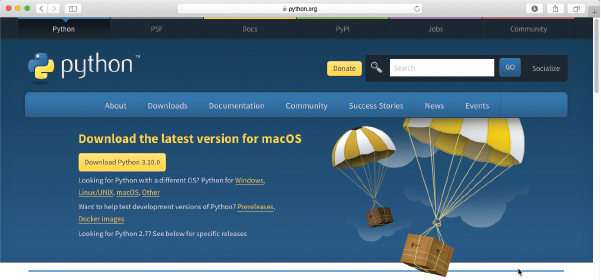 python.org
Python PSF Docs PyPI Jobs Community
python™
Donate Search GO Socialize
About Downloads Documentation Community Success Stories News Events
Download the latest version for macOS
Download Python 3.10.0
Looking for Python with a different OS? Python for Windows,
Linux/UNIX, macOS, Other
Want to help test development versions of Python? Prereleases,
Docker images
Looking for Python 2.7? See below for specific releases